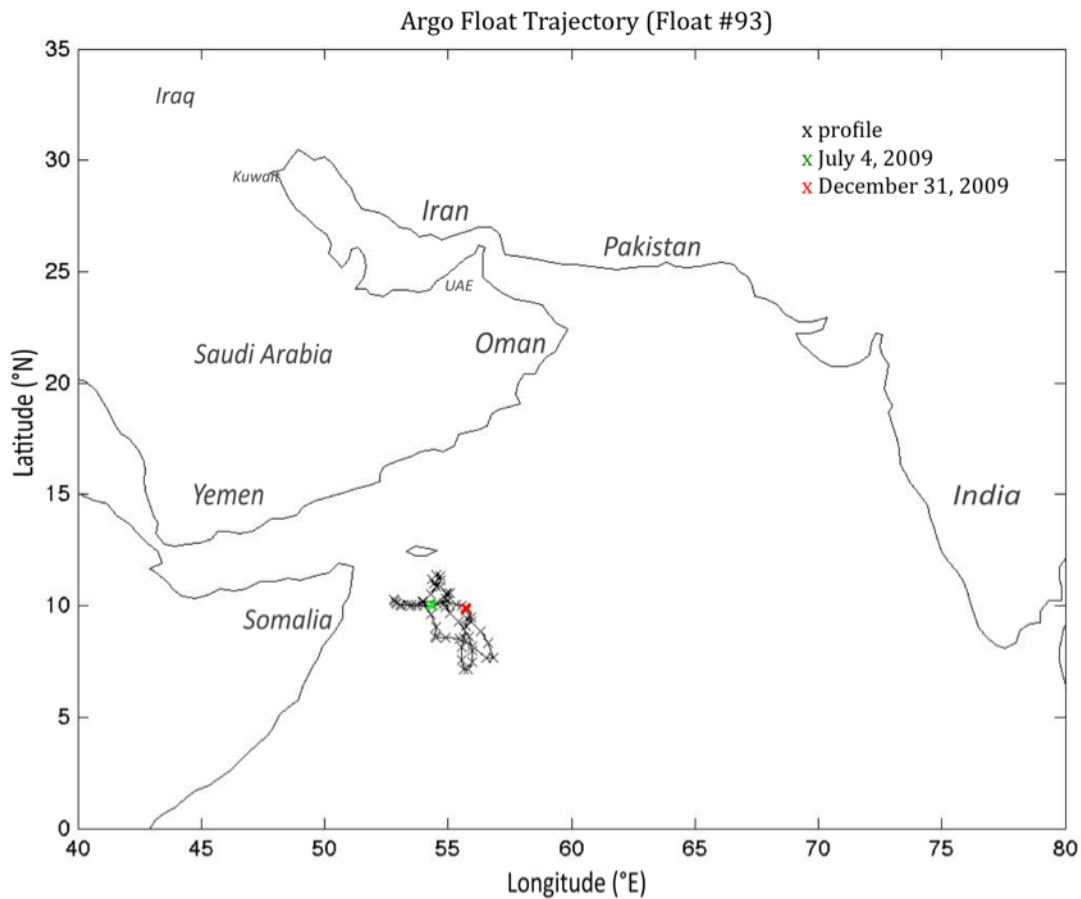 Argo Float Trajectory (Float #93)
35
Iraq
x profile
30
x July 4, 2009
Kuwait
x December 31, 2009
Iran
Pakistan
25
UAE
Saudi Arabia
Oman
20
Latitude (°N)
Yemen
15
India
10
Somalia
5
0
40 45 50 55 60 65 70 75 80
Longitude (°E)